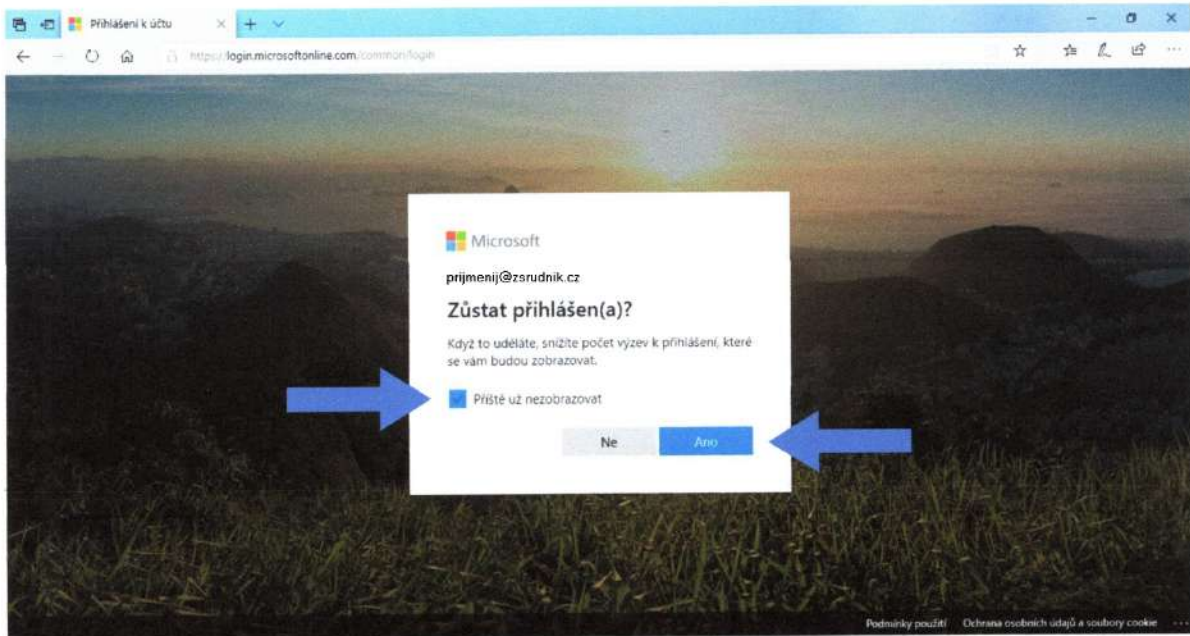 Přihlášení k účtu
https://login.microsoftonline.com/common/login
Microsoft
prijmenij@zsrudnik.cz
Zůstat přihlášen(a)?
Když to uděláte, snížíte počet výzev k přihlášení, které
se vám budou zobrazovat.
Příště už nezobrazovat
Ne
Ano
Podmínky použití
Ochrana osobních údajů a soubory cookie